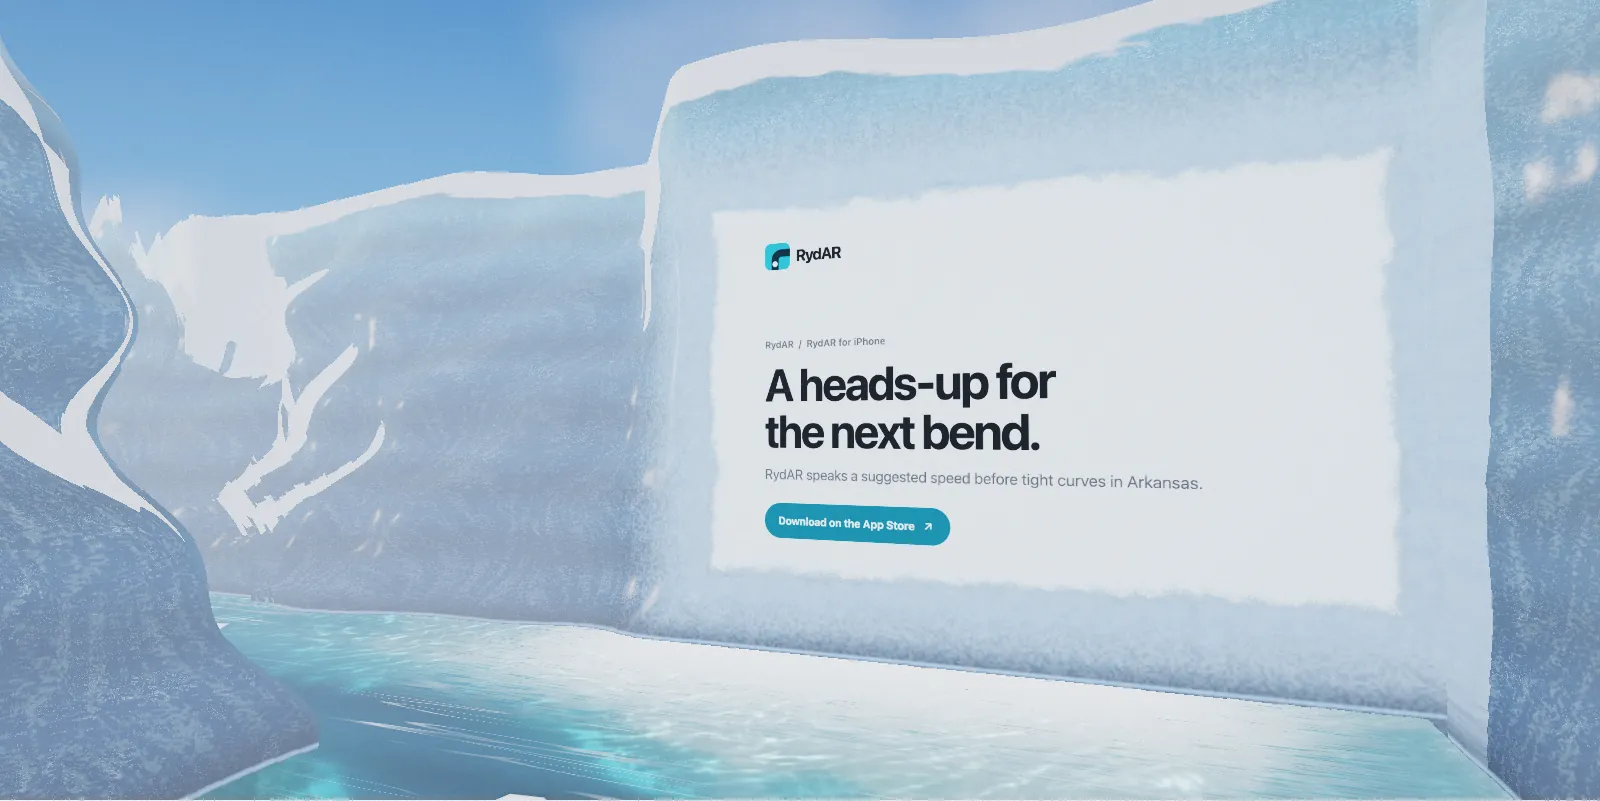 RydAR
RydAR / RydAR for iPhone
A heads-up for
the next bend.
RydAR speaks a suggested speed before tight curves in Arkansas.
Download on the App Store ↗